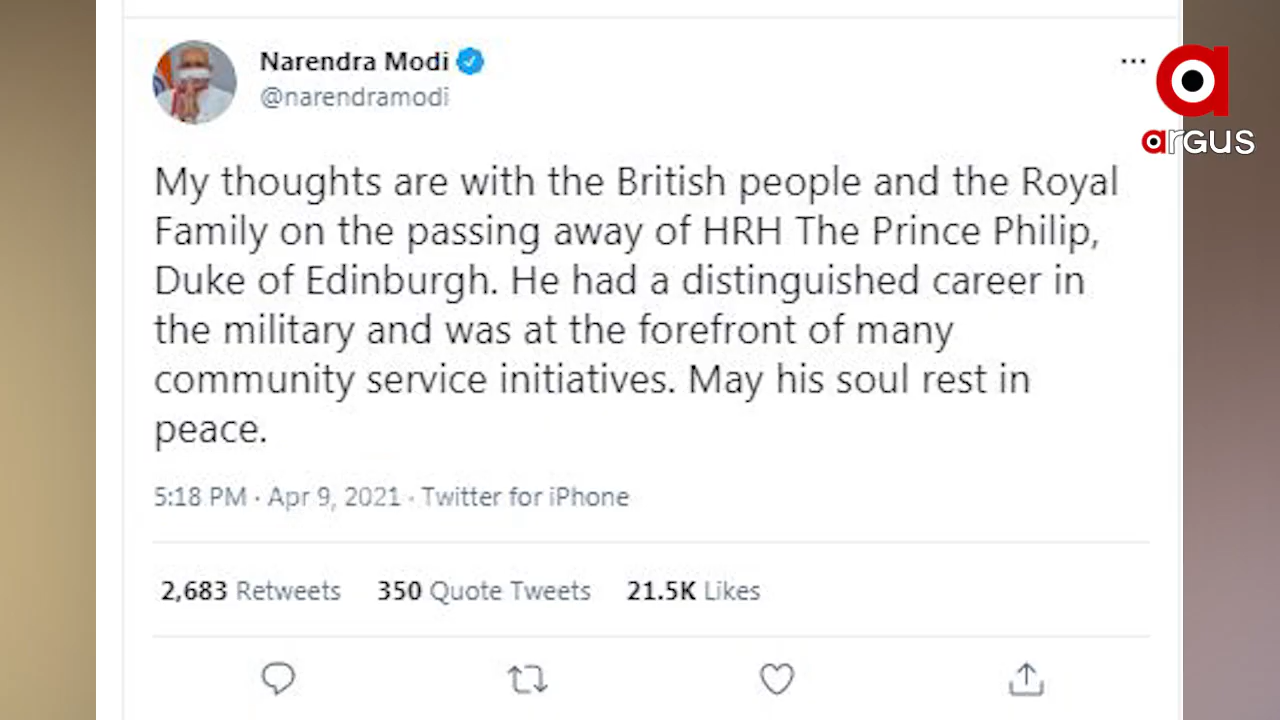 Narendra Modi
@narendramodi
argus
My thoughts are with the British people and the Royal
Family on the passing away of HRH The Prince Philip,
Duke of Edinburgh. He had a distinguished career in
the military and was at the forefront of many
community service initiatives. May his soul rest in
peace.
5:18 PM · Apr 9, 2021 · Twitter for iPhone
2,683 Retweets 350 Quote Tweets 21.5K Likes